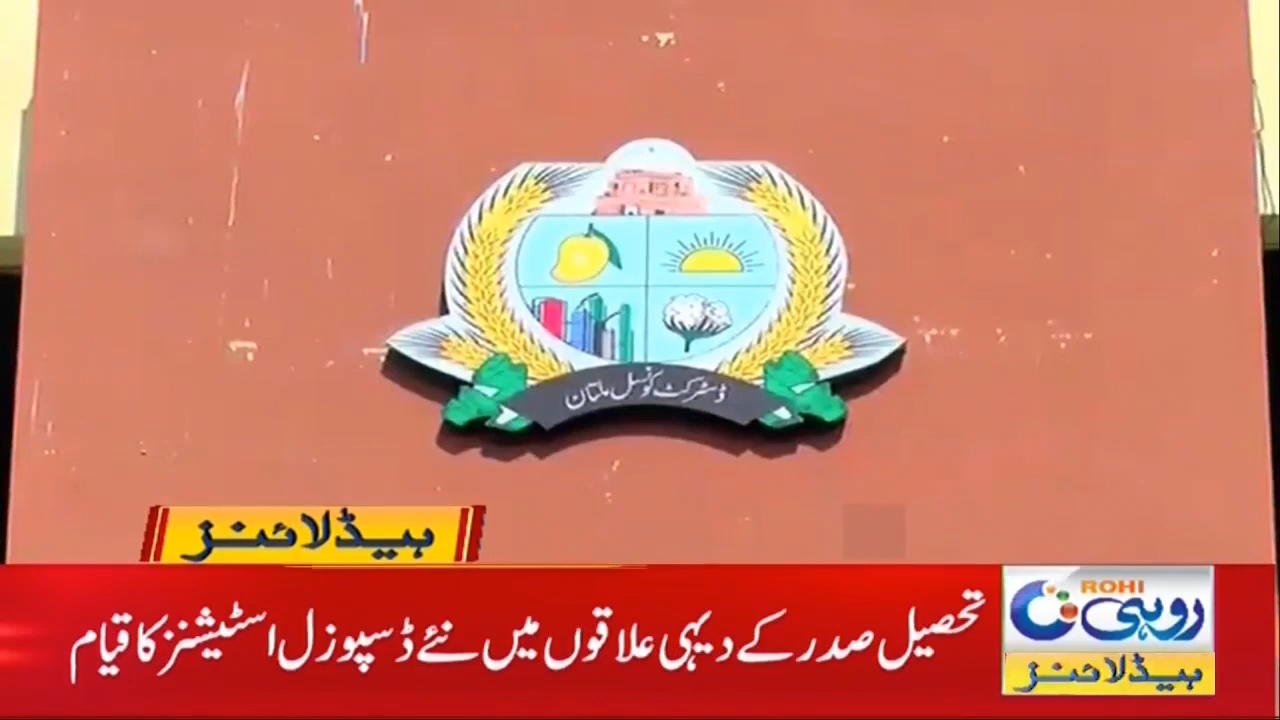 ڈسٹرکٹ کونسل ملتان
ہیڈلائنز
تحصیل صدر کے دیہی علاقوں میں نئے ڈسپوزل اسٹیشنز کا قیام
ROHI
روہی
ہیڈلائنز